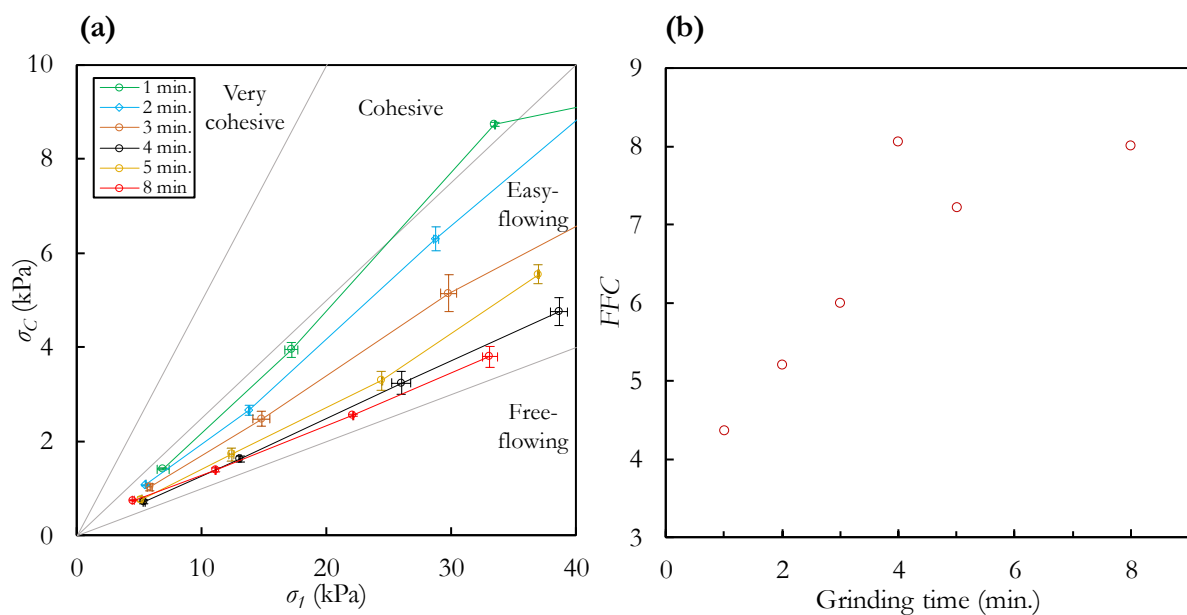 (a)
10
8
6
4
2
0
σC (kPa)
1 min.
2 min.
3 min.
4 min.
5 min.
8 min
Very
cohesive
Cohesive
Easy-
flowing
Free-
flowing
0
10
20
30
40
σ1 (kPa)
(b)
9
8
7
6
5
4
3
FFC
0
2
4
6
8
Grinding time (min.)